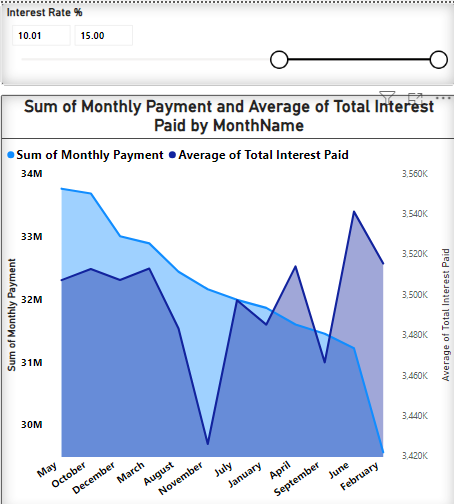 Interest Rate %
10.01 15.00
Sum of Monthly Payment and Average of Total Interest
Paid by MonthName
Sum of Monthly Payment Average of Total Interest Paid
34M
33M
32M
31M
30M
Sum of Monthly Payment
3,560K
3,540K
3,520K
3,500K
3,480K
3,460K
3,440K
3,420K
Average of Total Interest Paid
May
October
December
March
August
November
July
January
April
September
June
February